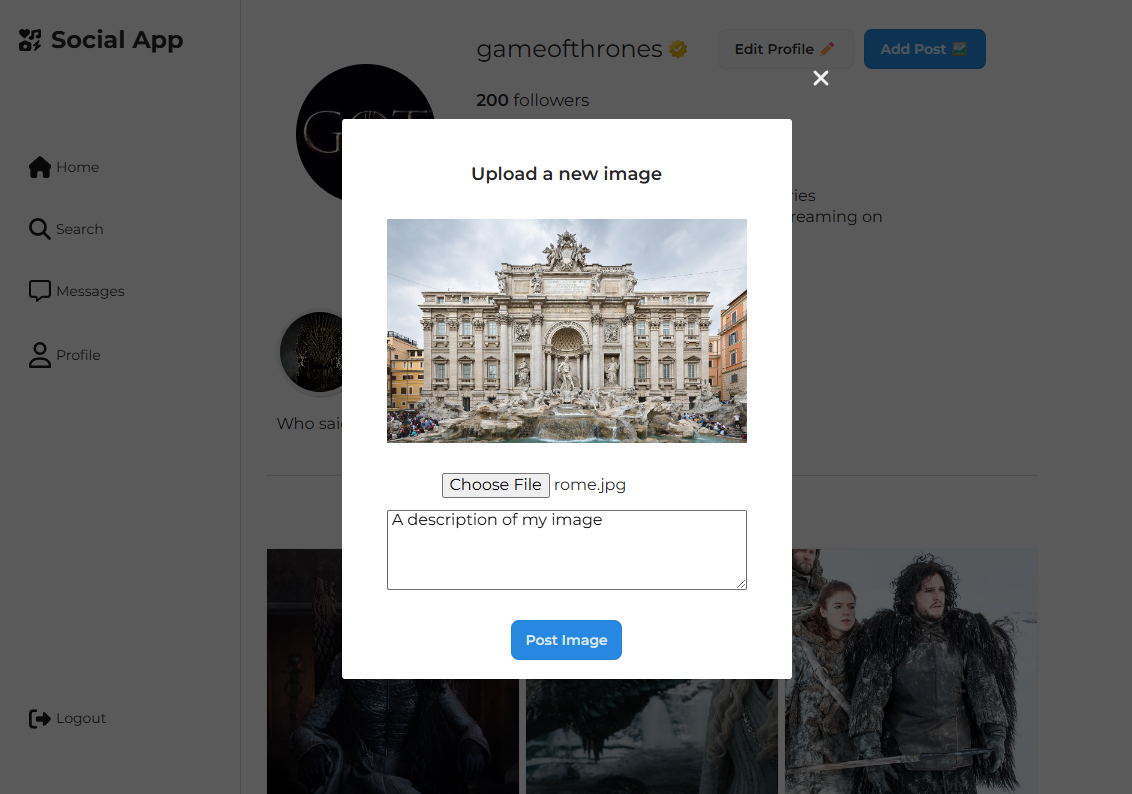 Social App
gameofthrones
Edit Profile
Add Post
200 followers
GOT
Home
Search
Messages
Profile
Upload a new image
reaming on
Choose File rome.jpg
A description of my image
Who sai
Post Image
Logout